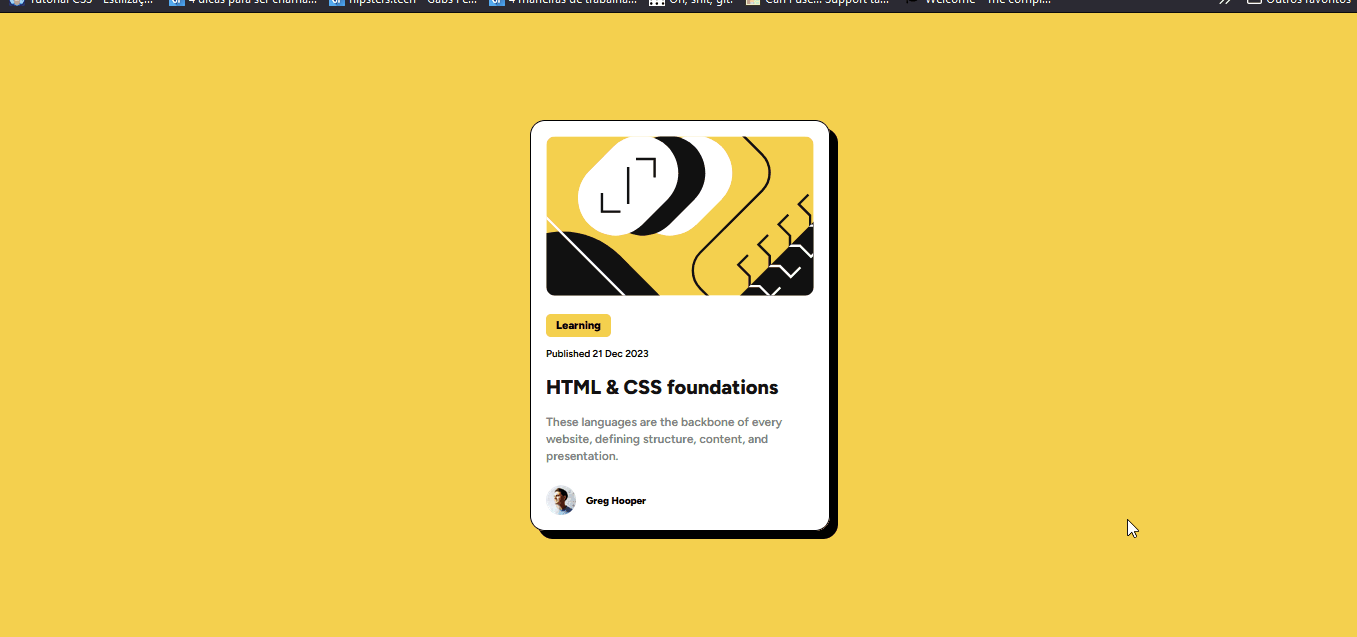 Tutorial CSS - Estilizaç...
4 dicas para ser chama...
hipsters.tech - Gabs Fe...
4 maneiras de trabalha...
Oh, shit, git!
Can I use... Support ta...
Welcome
Outros favoritos
Learning
Published 21 Dec 2023
HTML & CSS foundations
These languages are the backbone of every
website, defining structure, content, and
presentation.
Greg Hooper